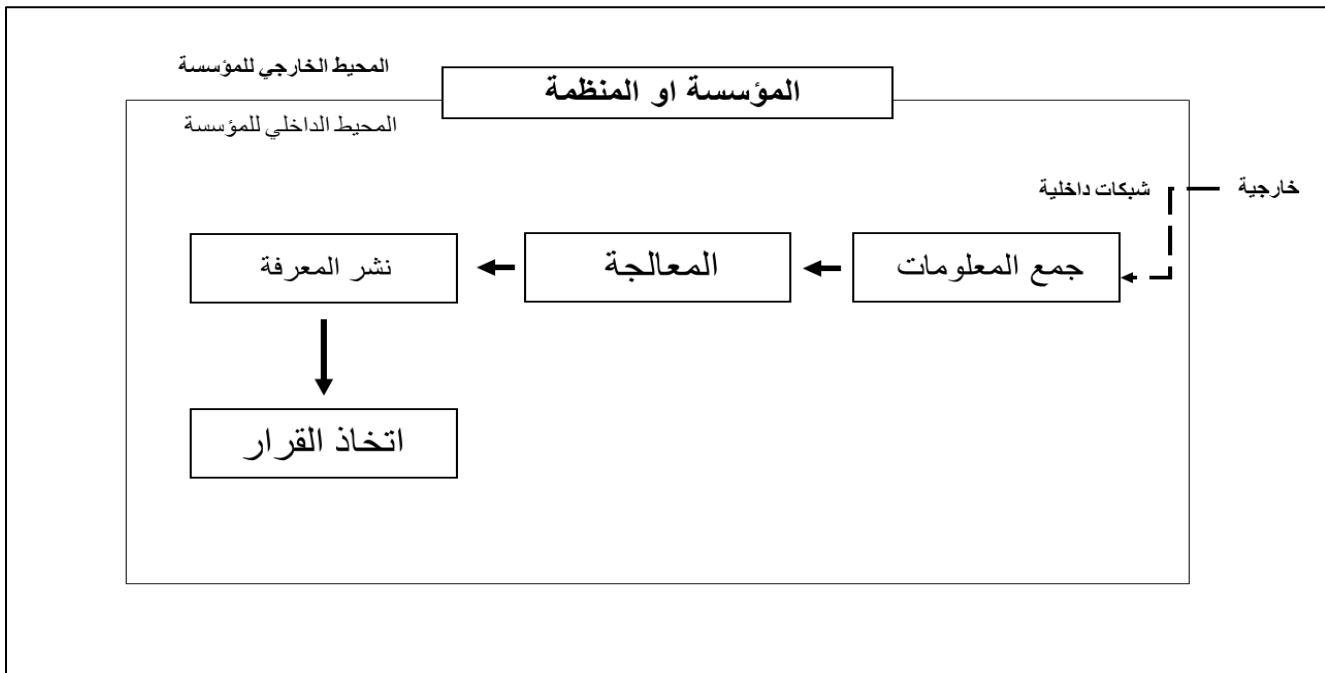 المحيط الخارجي للمؤسسة
المؤسسة او المنظمة
المحيط الداخلي للمؤسسة
خارجية
شبكات داخلية
جمع المعلومات
المعالجة
نشر المعرفة
اتخاذ القرار